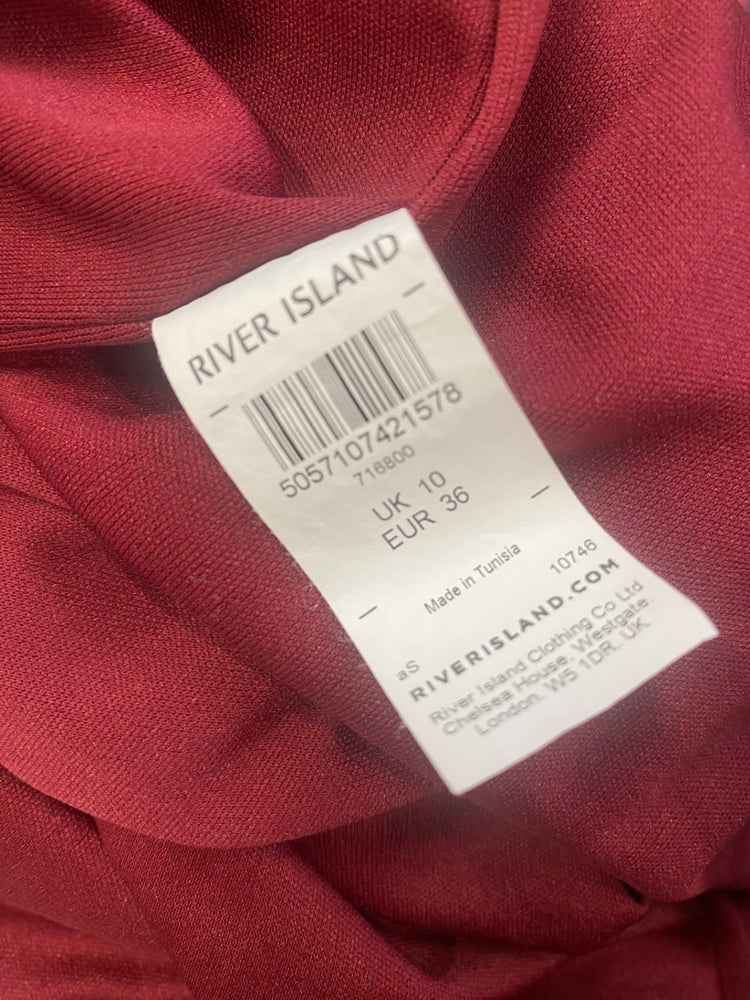 RIVER ISLAND
5057107421578
716800
UK 10
EUR 36
Made in Tunisia
10746
aS
RIVERISLAND.COM
River Island Clothing Co Ltd
Chelsea House, Westgate,
London. W5 1DR. UK